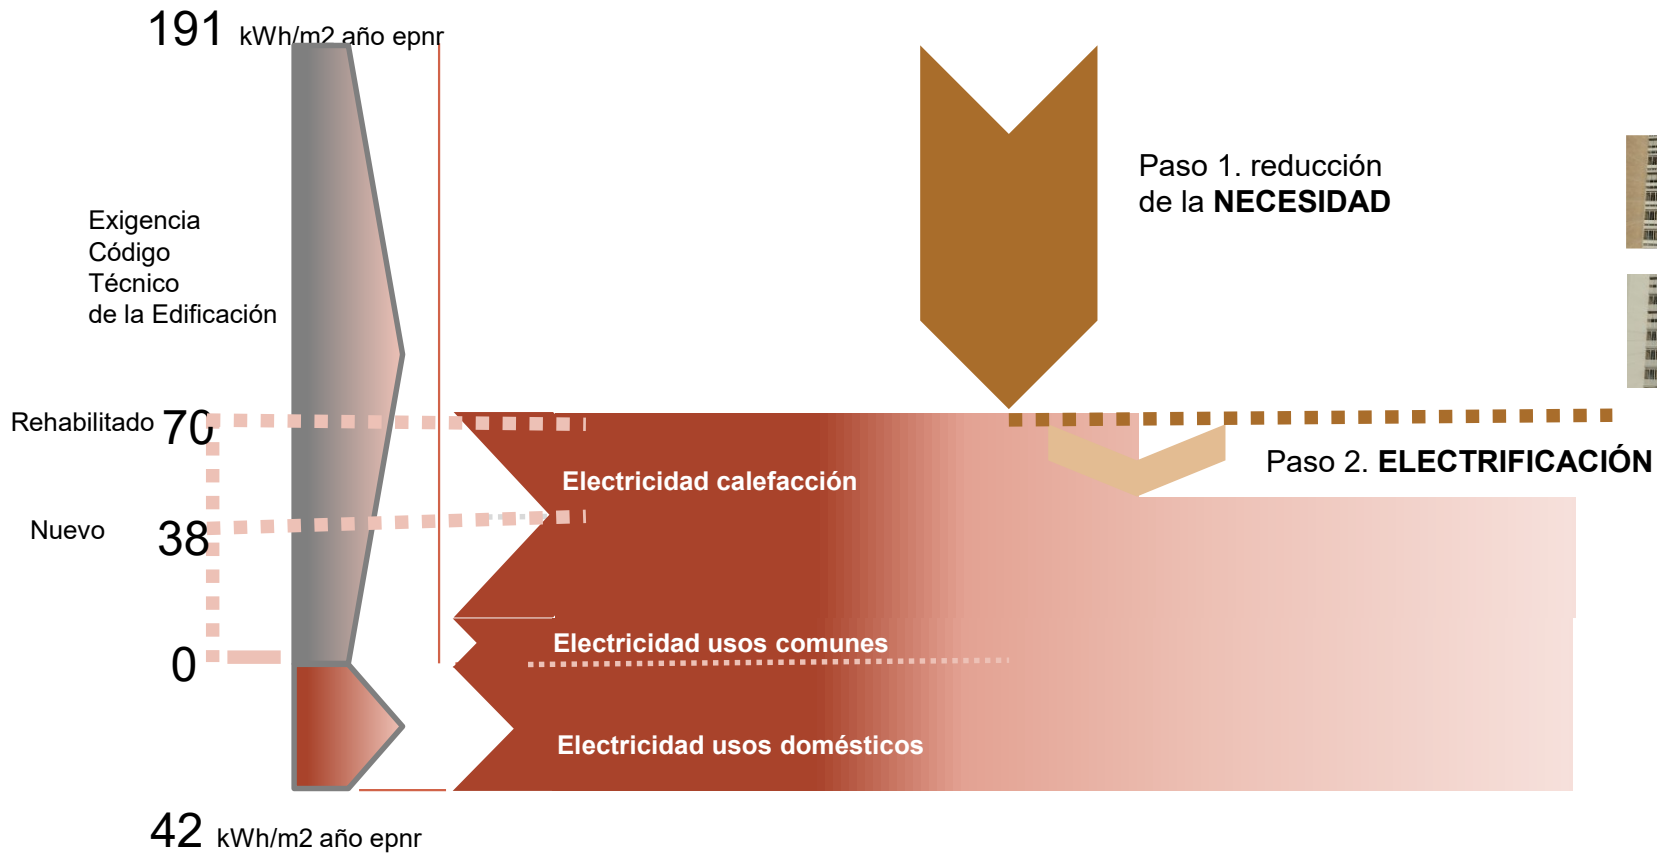 191 kWh/m2 año epnr
Paso 1. reducción
de la NECESIDAD
Exigencia
Código
Técnico
de la Edificación
Rehabilitado 70
Paso 2. ELECTRIFICACIÓN
Electricidad calefacción
Nuevo 38
Electricidad usos comunes
0
Electricidad usos domésticos
42 kWh/m2 año epnr